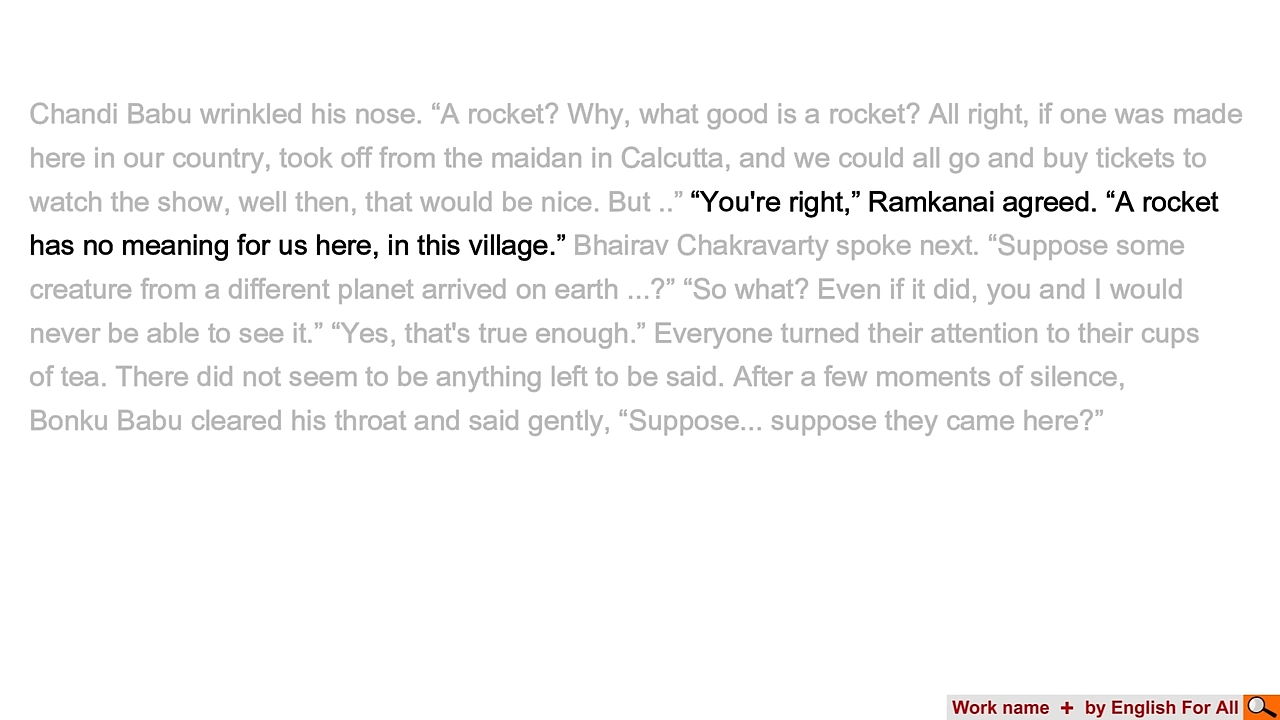 Chandi Babu wrinkled his nose. “A rocket? Why, what good is a rocket? All right, if one was made
here in our country, took off from the maidan in Calcutta, and we could all go and buy tickets to
watch the show, well then, that would be nice. But ..” “You're right,” Ramkanai agreed. “A rocket
has no meaning for us here, in this village.” Bhairav Chakravarty spoke next. “Suppose some
creature from a different planet arrived on earth ...?” “So what? Even if it did, you and I would
never be able to see it.” “Yes, that's true enough.” Everyone turned their attention to their cups
of tea. There did not seem to be anything left to be said. After a few moments of silence,
Bonku Babu cleared his throat and said gently, “Suppose... suppose they came here?”
Work name + by English For All